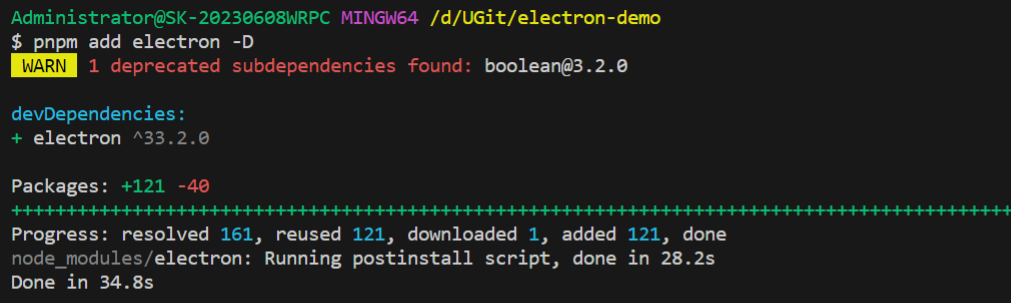 Administrator@SK-20230608WRPC MINGW64 /d/UGit/electron-demo
$ pnpm add electron -D
WARN 1 deprecated subdependencies found: boolean@3.2.0
devDependencies:
+ electron ^33.2.0
Packages: +121 -40
++++++++++++++++++++++++++++++++++++++++++++++++++++++++++++++++++++++++++++++++++++++++++++
Progress: resolved 161, reused 121, downloaded 1, added 121, done
node_modules/electron: Running postinstall script, done in 28.2s
Done in 34.8s